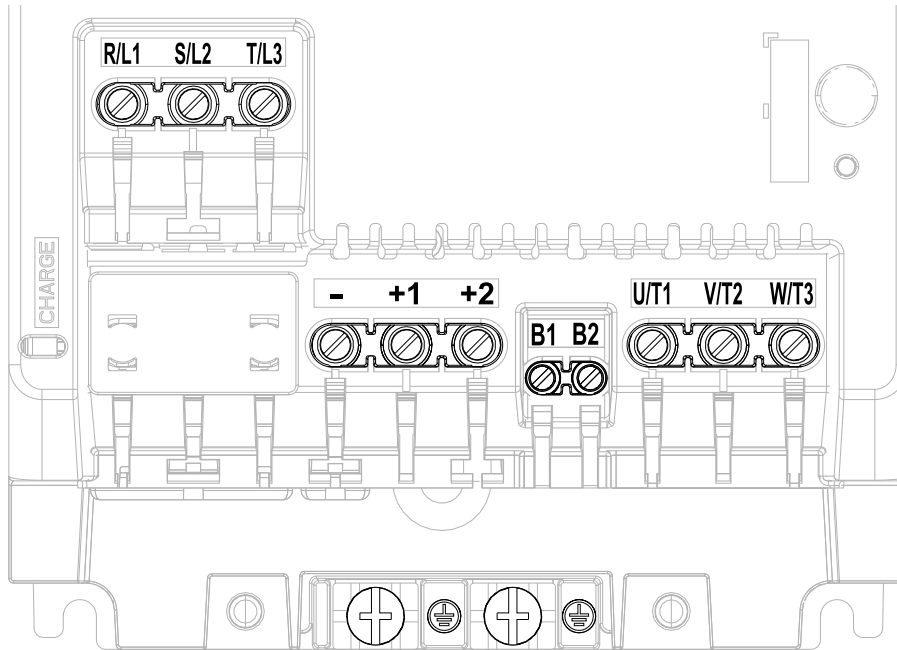 R/L1 S/L2 T/L3
CHARGE
- +1 +2
B1 B2
U/T1 V/T2 W/T3